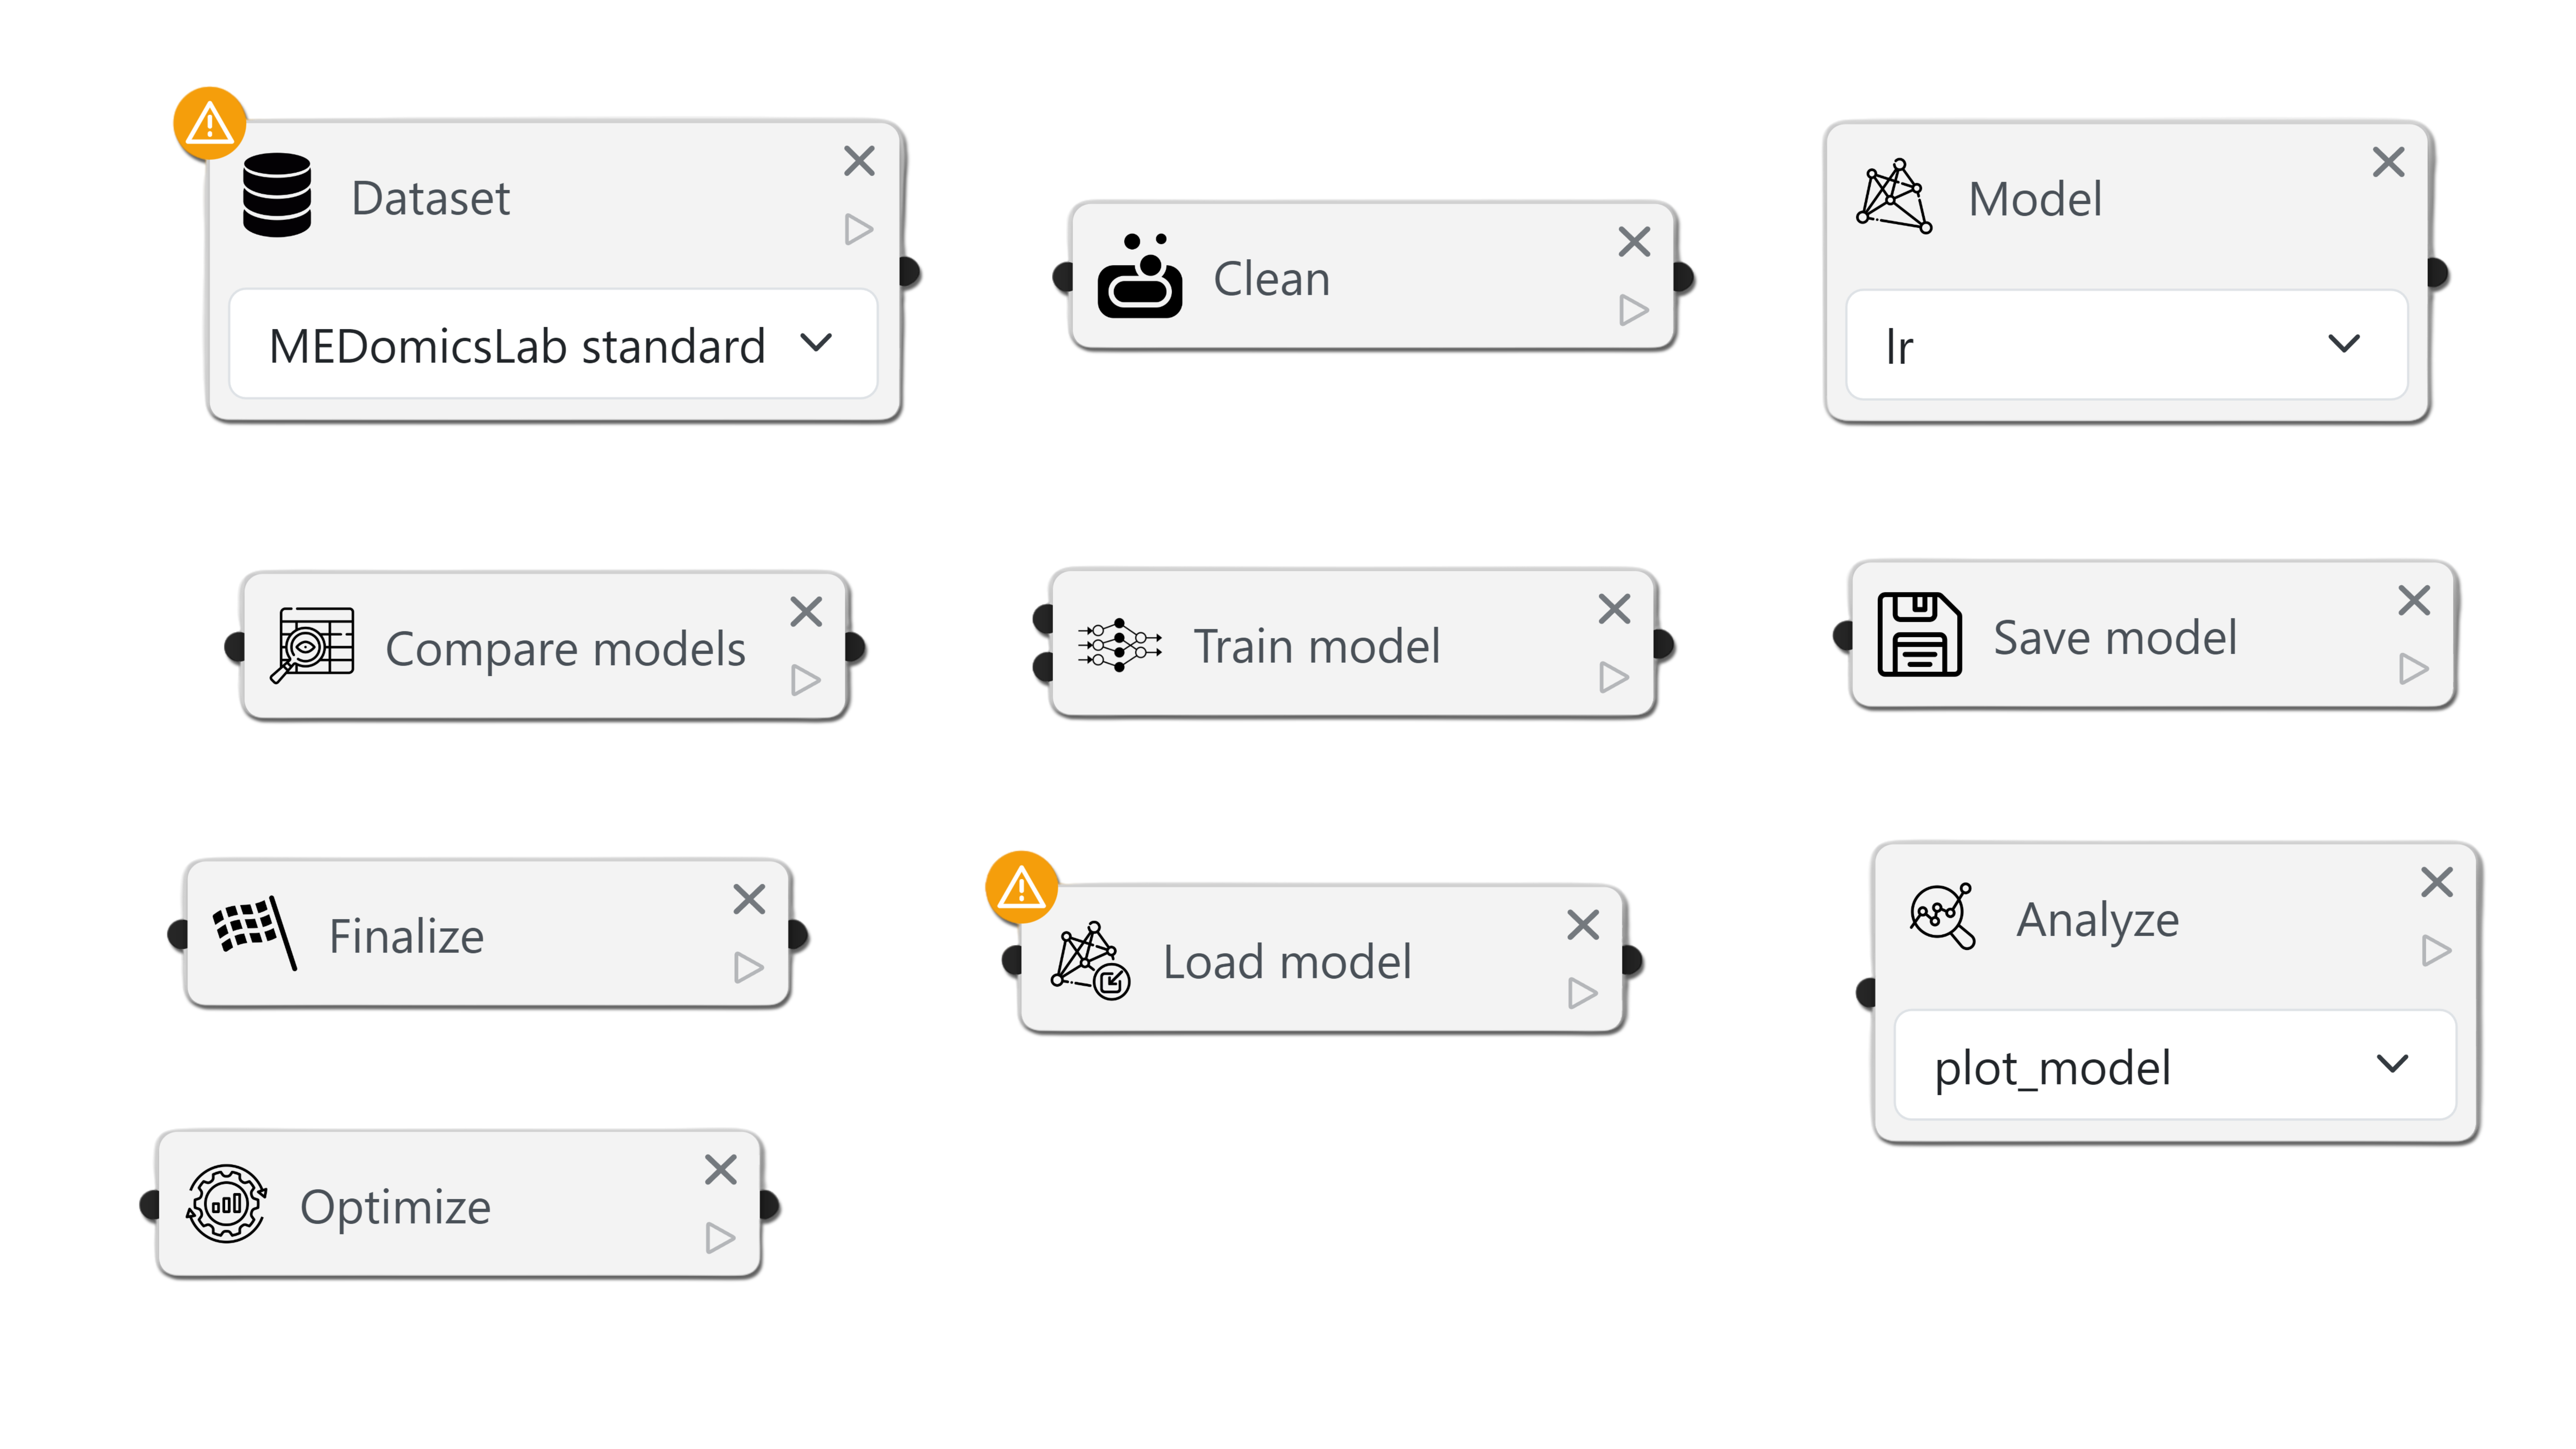 Dataset
MEDomicsLab standard
Clean
Model
lr
Compare models
Train model
Save model
Finalize
Load model
Analyze
plot_model
Optimize